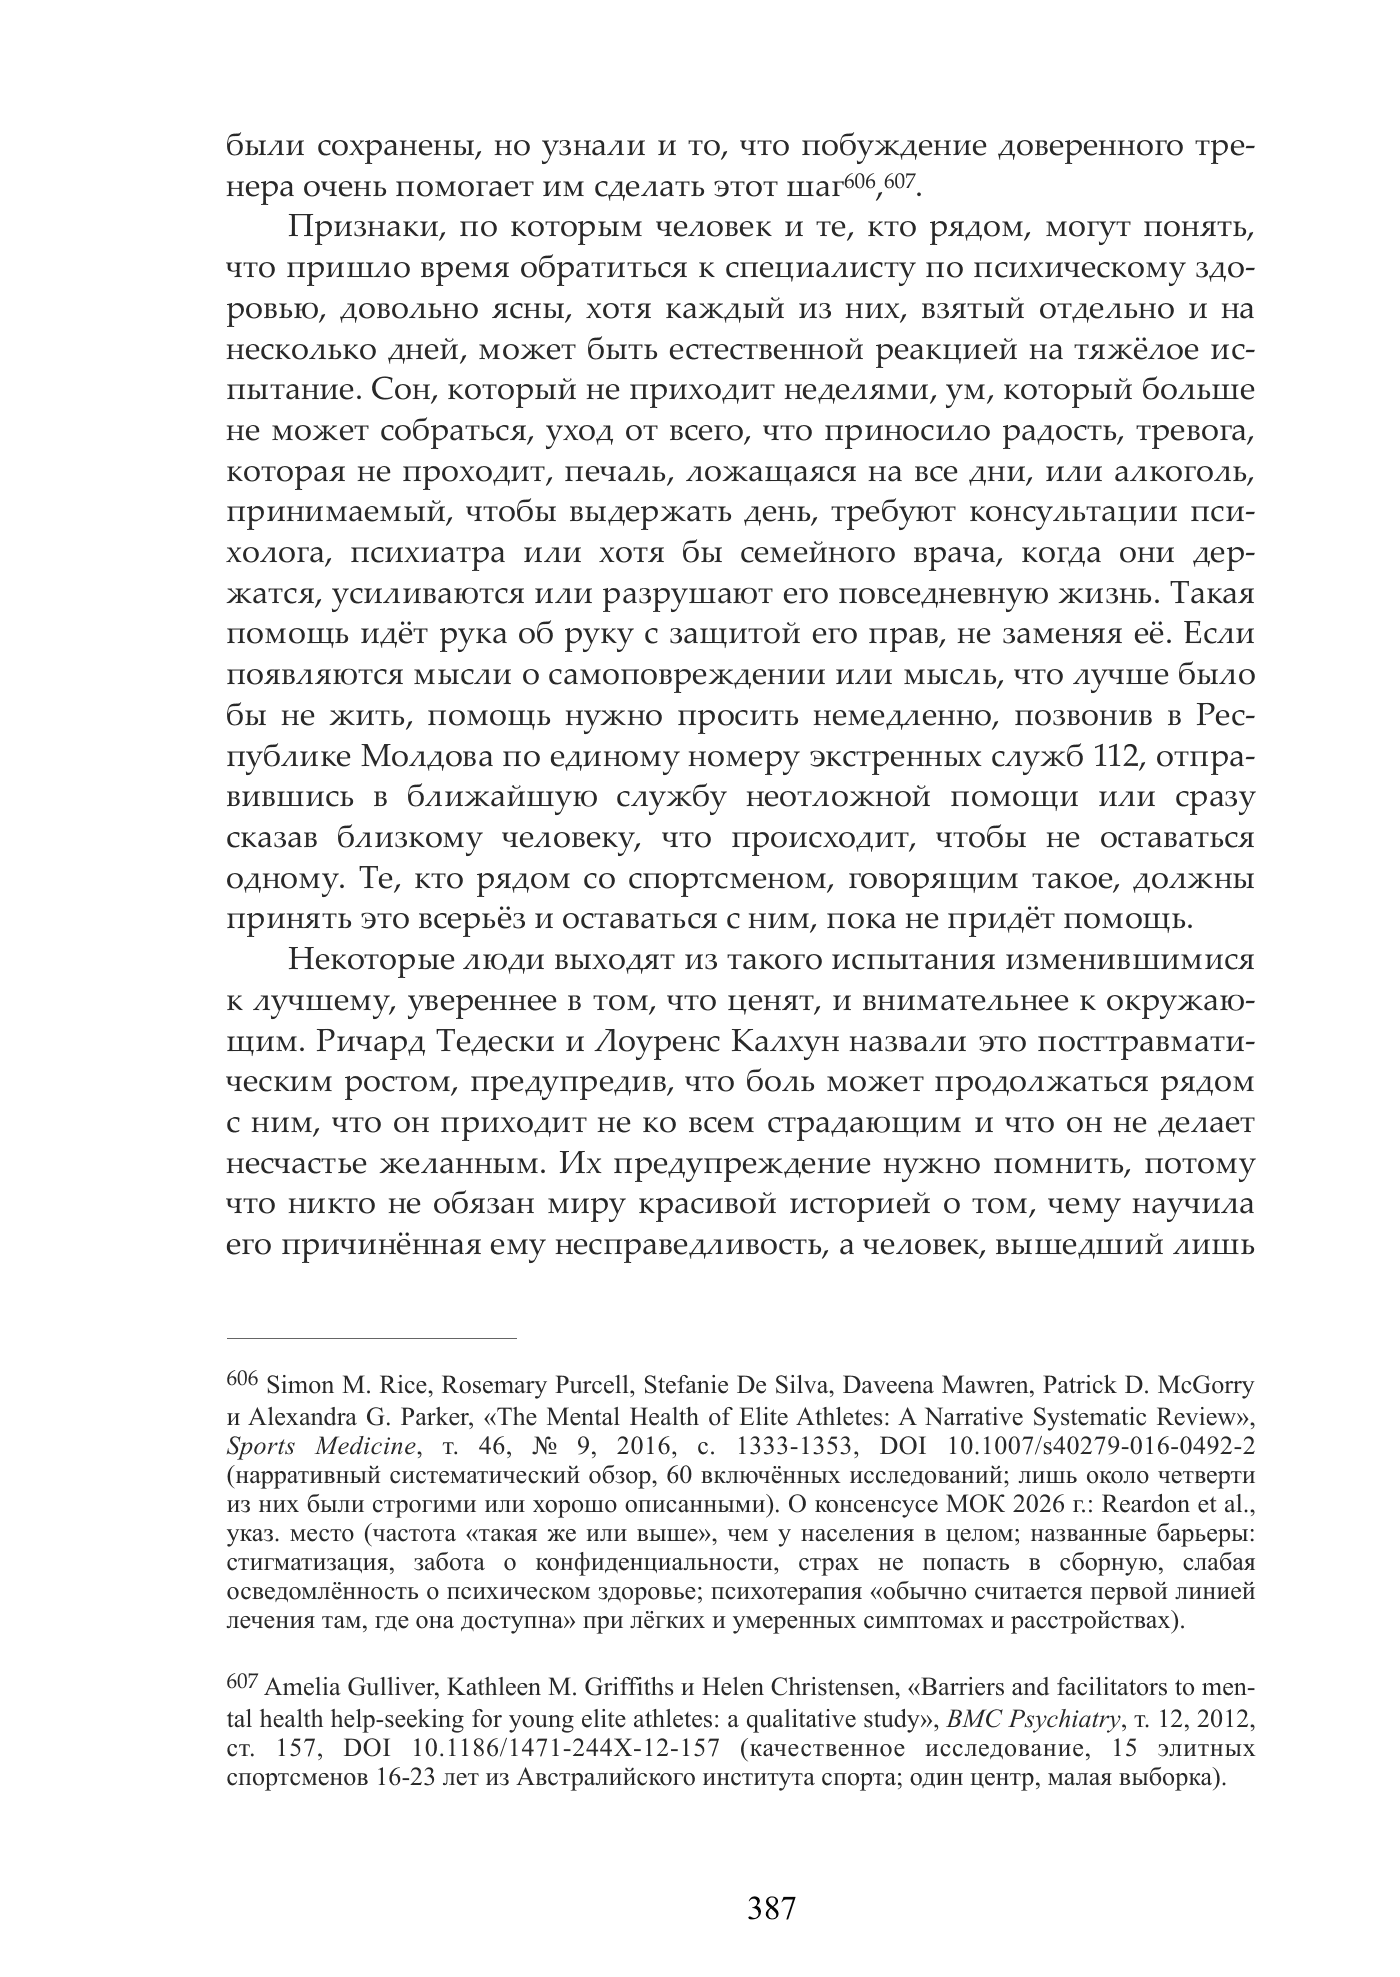 были сохранены, но узнали и то, что побуждение доверенного тре-
нера очень помогает им сделать этот шаг606,607.
Признаки, по которым человек и те, кто рядом, могут понять,
что пришло время обратиться к специалисту по психическому здо-
ровью, довольно ясны, хотя каждый из них, взятый отдельно и на
несколько дней, может быть естественной реакцией на тяжёлое ис-
пытание. Сон, который не приходит неделями, ум, который больше
не может собраться, уход от всего, что приносило радость, тревога,
которая не проходит, печаль, ложащаяся на все дни, или алкоголь,
принимаемый, чтобы выдержать день, требуют консультации пси-
холога, психиатра или хотя бы семейного врача, когда они дер-
жатся, усиливаются или разрушают его повседневную жизнь. Такая
помощь идёт рука об руку с защитой его прав, не заменяя её. Если
появляются мысли о самоповреждении или мысль, что лучше было
бы не жить, помощь нужно просить немедленно, позвонив в Рес-
публике Молдова по единому номеру экстренных служб 112, отпра-
вившись в ближайшую службу неотложной помощи или сразу
сказав близкому человеку, что происходит, чтобы не оставаться
одному. Те, кто рядом со спортсменом, говорящим такое, должны
принять это всерьёз и оставаться с ним, пока не придёт помощь.
Некоторые люди выходят из такого испытания изменившимися
к лучшему, увереннее в том, что ценят, и внимательнее к окружаю-
щим. Ричард Тедески и Лоуренс Калхун назвали это посттравмати-
ческим ростом, предупредив, что боль может продолжаться рядом
с ним, что он приходит не ко всем страдающим и что он не делает
несчастье желанным. Их предупреждение нужно помнить, потому
что никто не обязан миру красивой историей о том, чему научила
его причинённая ему несправедливость, а человек, вышедший лишь
606 Simon M. Rice, Rosemary Purcell, Stefanie De Silva, Daveena Mawren, Patrick D. McGorry
и Alexandra G. Parker, «The Mental Health of Elite Athletes: A Narrative Systematic Review»,
Sports Medicine, т. 46, № 9, 2016, с. 1333-1353, DOI 10.1007/s40279-016-0492-2
(нарративный систематический обзор, 60 включённых исследований; лишь около четверти
из них были строгими или хорошо описанными). О консенсусе МОК 2026 г.: Reardon et al.,
указ. место (частота «такая же или выше», чем у населения в целом; названные барьеры:
стигматизация, забота о конфиденциальности, страх не попасть в сборную, слабая
осведомлённость о психическом здоровье; психотерапия «обычно считается первой линией
лечения там, где она доступна» при лёгких и умеренных симптомах и расстройствах).
607 Amelia Gulliver, Kathleen M. Griffiths и Helen Christensen, «Barriers and facilitators to men-
tal health help-seeking for young elite athletes: a qualitative study», BMC Psychiatry, т. 12, 2012,
ст. 157, DOI 10.1186/1471-244X-12-157 (качественное исследование, 15 элитных
спортсменов 16-23 лет из Австралийского института спорта; один центр, малая выборка).
387